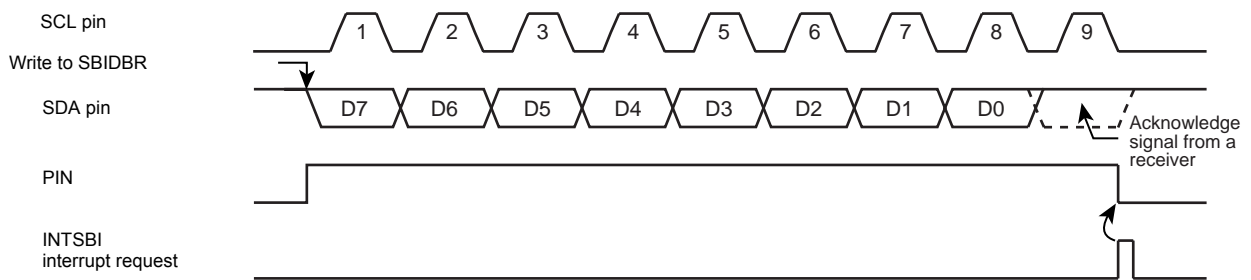 SCL pin
1 2 3 4 5 6 7 8 9
Write to SBIDBR
SDA pin
D7 D6 D5 D4 D3 D2 D1 D0
Acknowledge
signal from a
receiver
PIN
INTSBI
interrupt request